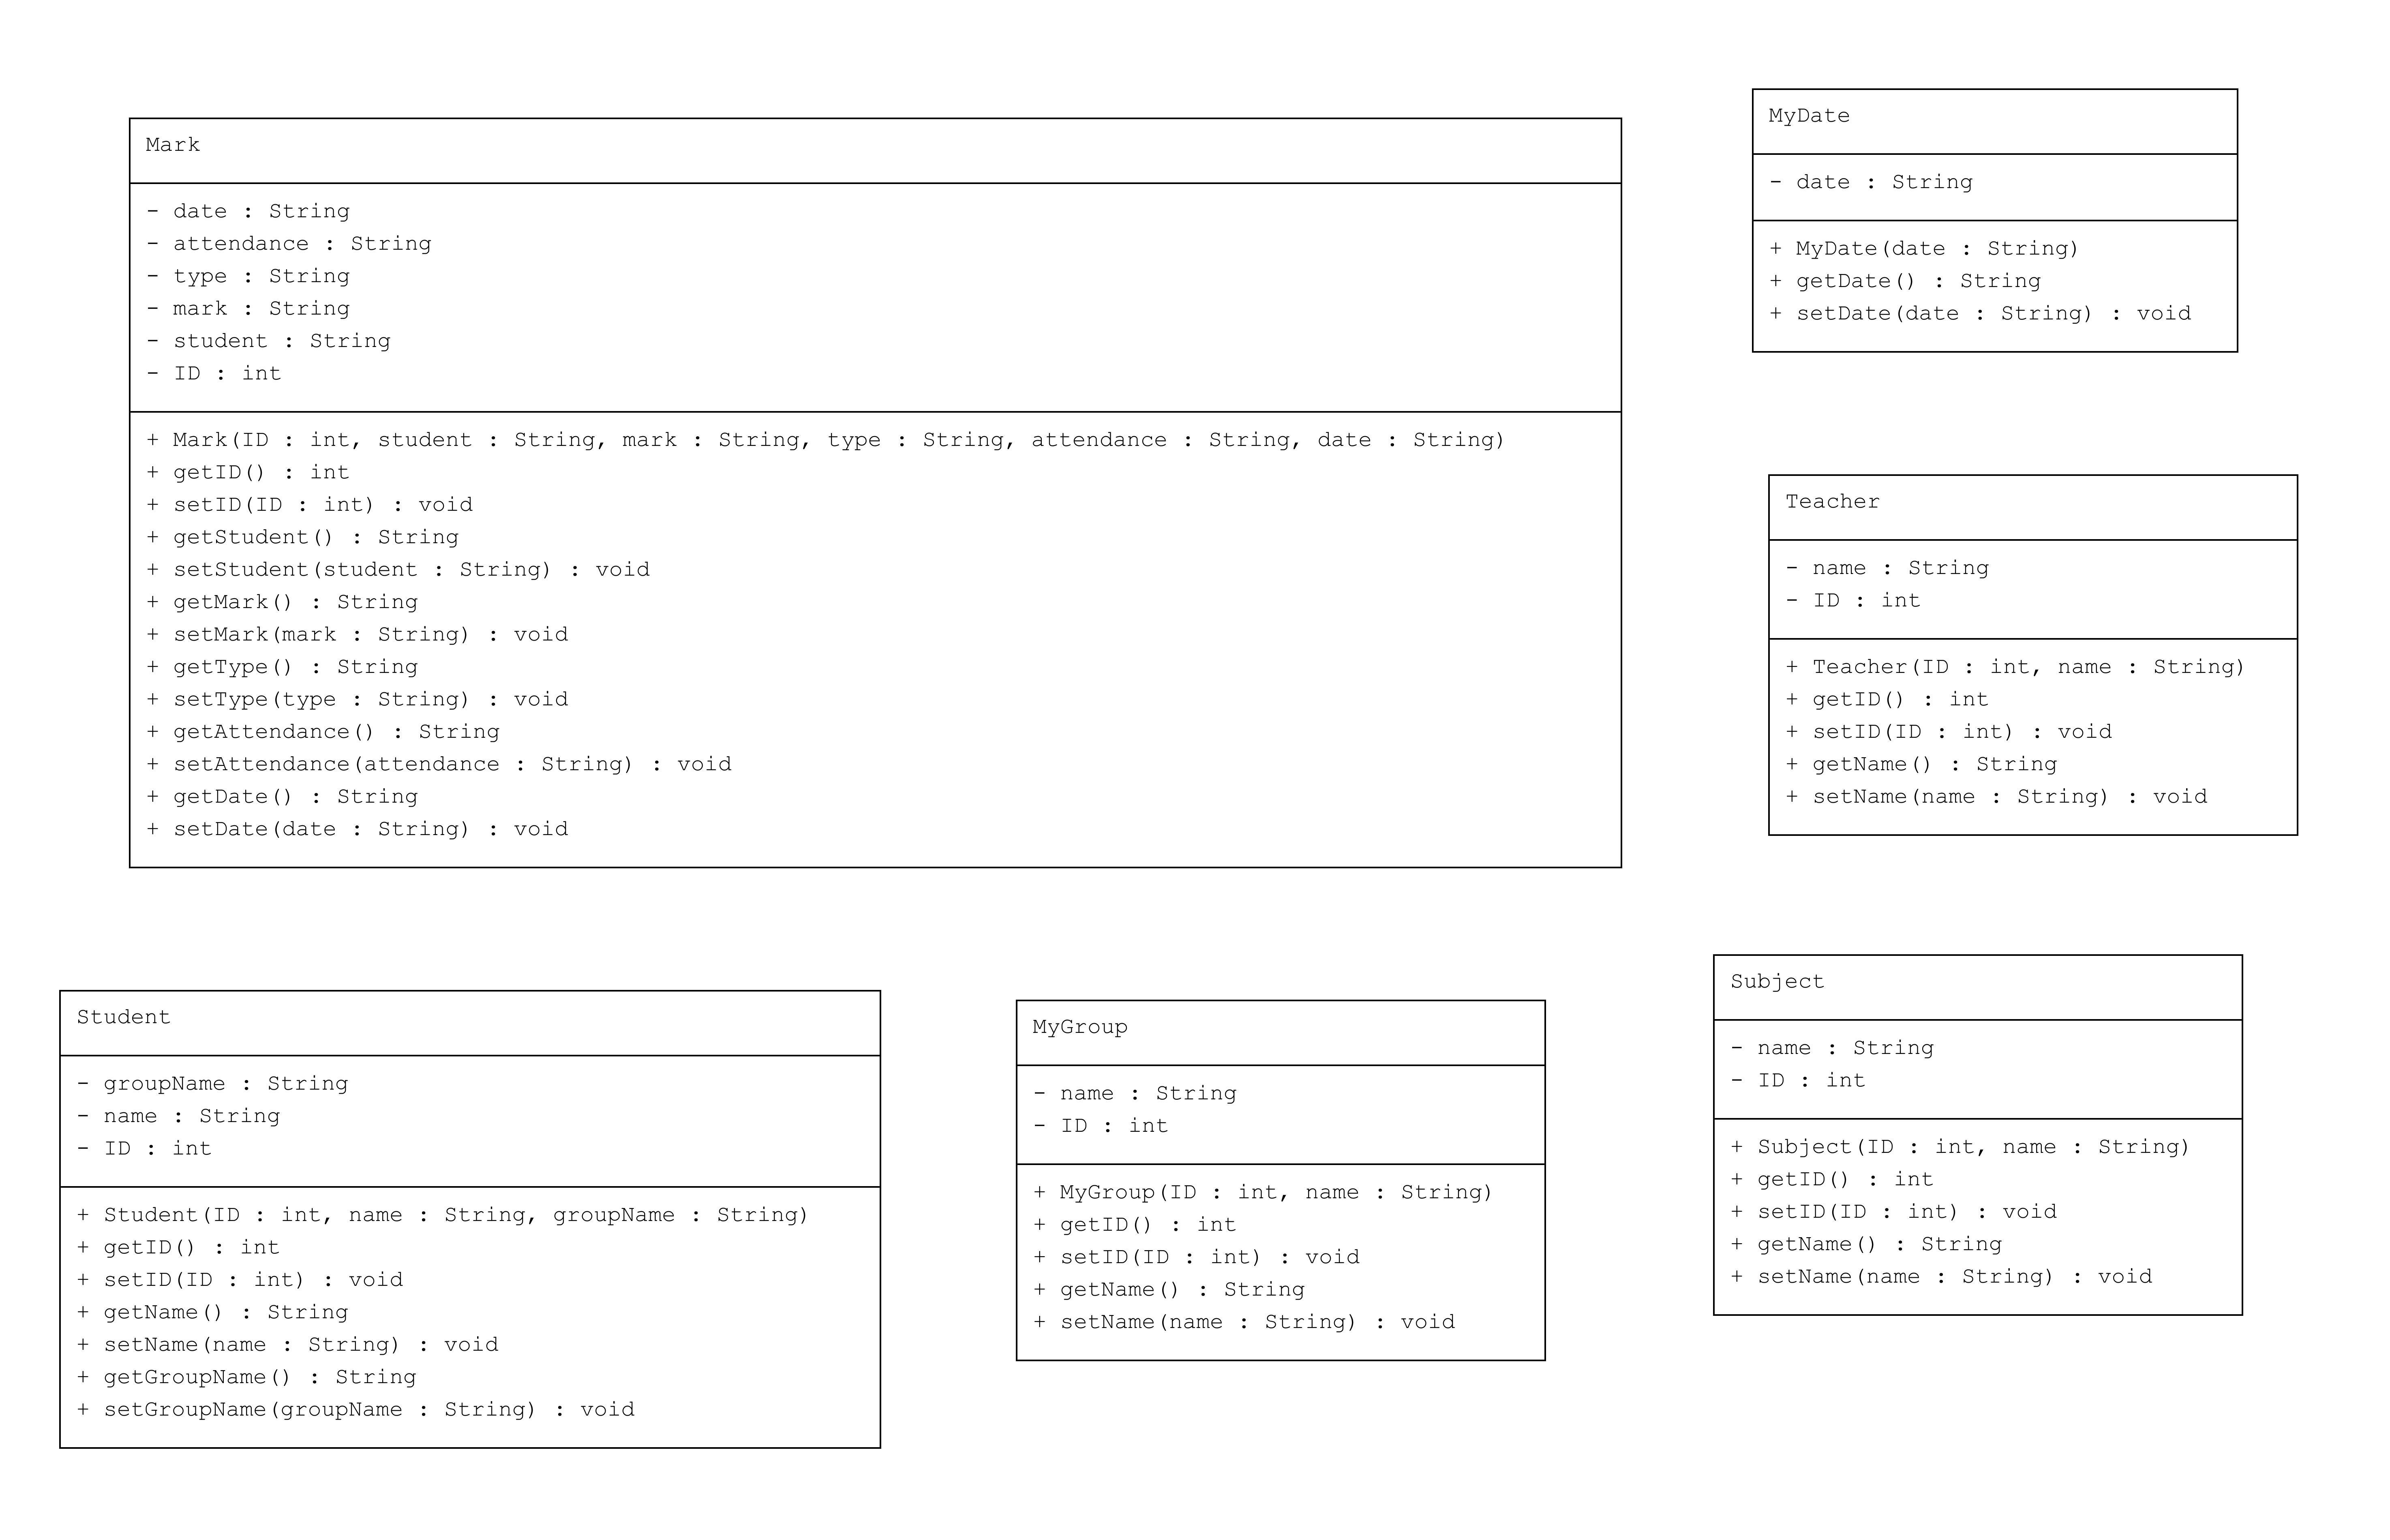 Mark
- date : String
- attendance : String
- type : String
- mark : String
- student : String
- ID : int
+ Mark(ID : int, student : String, mark : String, type : String, attendance : String, date : String)
+ getID() : int
+ setID(ID : int) : void
+ getStudent() : String
+ setStudent(student : String) : void
+ getMark() : String
+ setMark(mark : String) : void
+ getType() : String
+ setType(type : String) : void
+ getAttendance() : String
+ setAttendance(attendance : String) : void
+ getDate() : String
+ setDate(date : String) : void
MyDate
- date : String
+ MyDate(date : String)
+ getDate() : String
+ setDate(date : String) : void
Teacher
- name : String
- ID : int
+ Teacher(ID : int, name : String)
+ getID() : int
+ setID(ID : int) : void
+ getName() : String
+ setName(name : String) : void
Student
- groupName : String
- name : String
- ID : int
+ Student(ID : int, name : String, groupName : String)
+ getID() : int
+ setID(ID : int) : void
+ getName() : String
+ setName(name : String) : void
+ getGroupName() : String
+ setGroupName(groupName : String) : void
MyGroup
- name : String
- ID : int
+ MyGroup(ID : int, name : String)
+ getID() : int
+ setID(ID : int) : void
+ getName() : String
+ setName(name : String) : void
Subject
- name : String
- ID : int
+ Subject(ID : int, name : String)
+ getID() : int
+ setID(ID : int) : void
+ getName() : String
+ setName(name : String) : void